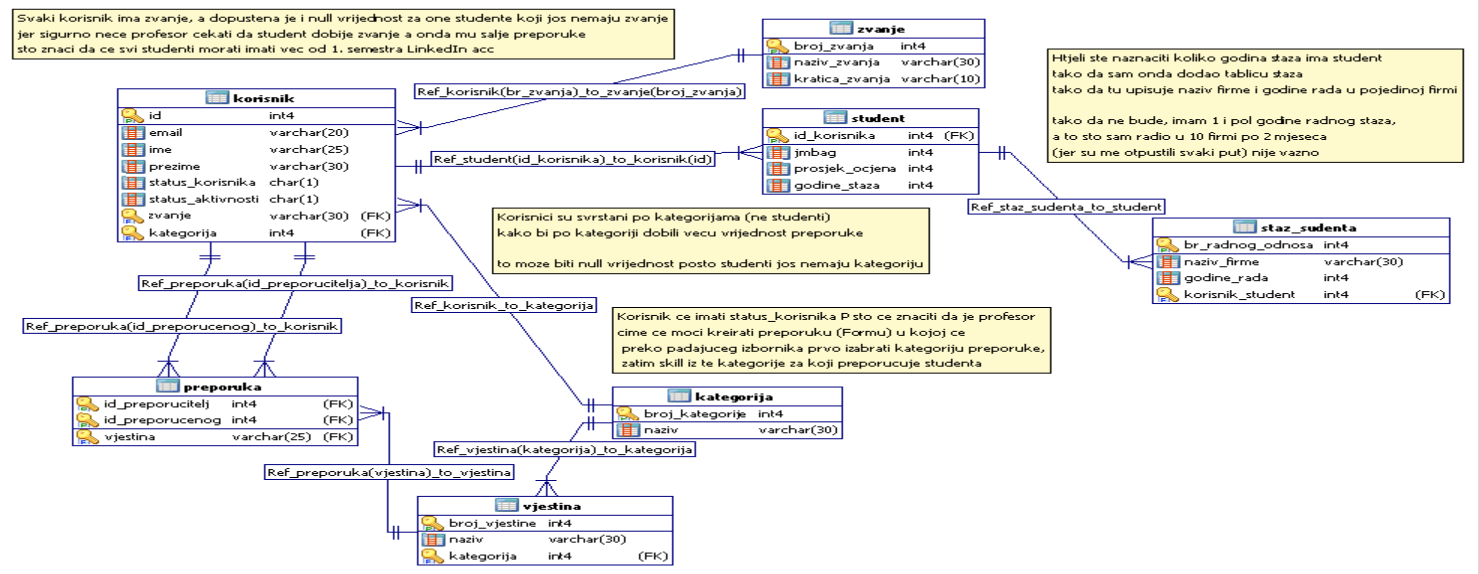 Svaki korisnik ima zvanje, a dopustena je i null vrijednost za one studente koji jos nemaju zvanje
jer sigurno nece profesor cekati da student dobije zvanje a onda mu salje preporuke
sto znaci da ce svi studenti morati imati vec od 1. semestra LinkedIn acc
zvanje
broj_zvanja int4
naziv_zvanja varchar(30)
kratica_zvanja varchar(10)
Htjeli ste naznaciti koliko godina staza ima student
tako da sam onda dodao tablicu staza
tako da tu upisuje naziv firme i godine rada u pojedinoj firmi
tako da ne bude, imam 1 i pol godine radnog staza,
a to sto sam radio u 10 firmi po 2 mjeseca
(jer su me otpustili svaki put) nije vazno
Ref_korisnik(br_zvanja)_to_zvanje(broj_zvanja)
korisnik
id int4
email varchar(20)
ime varchar(25)
prezime varchar(30)
status_korisnika char(1)
status_aktivnosti char(1)
zvanje varchar(30) (FK)
kategorija int4 (FK)
student
id_korisnika int4 (FK)
jmbag int4
prosjek_ocjena int4
godine_staza int4
Ref_student(id_korisnika)_to_korisnik(id)
Ref_staz_sudenta_to_student
staz_sudenta
br_radnog_odnosa int4
naziv_firme varchar(30)
godine_rada int4
korisnik_student int4 (FK)
Korisnici su svrstani po kategorijama (ne studenti)
kako bi po kategoriji dobili vecu vrijednost preporuke
to moze biti null vrijednost posto studenti jos nemaju kategoriju
Ref_preporuka(id_preporucitelja)_to_korisnik
Ref_korisnik_to_kategorija
Ref_preporuka(id_preporucenog)_to_korisnik
Korisnik ce imati status_korisnika P sto ce znaciti da je profesor
cime ce moci kreirati preporuku (Formu) u kojoj ce
preko padajuceg izbornika prvo izabrati kategoriju preporuke,
zatim skill iz te kategorije za koji preporucuje studenta
preporuka
id_preporucitelj int4 (FK)
id_preporucenog int4 (FK)
vjestina varchar(25) (FK)
kategorija
broj_kategorije int4
naziv varchar(30)
Ref_vjestina(kategorija)_to_kategorija
Ref_preporuka(vjestina)_to_vjestina
vjestina
broj_vjestine int4
naziv varchar(30)
kategorija int4 (FK)